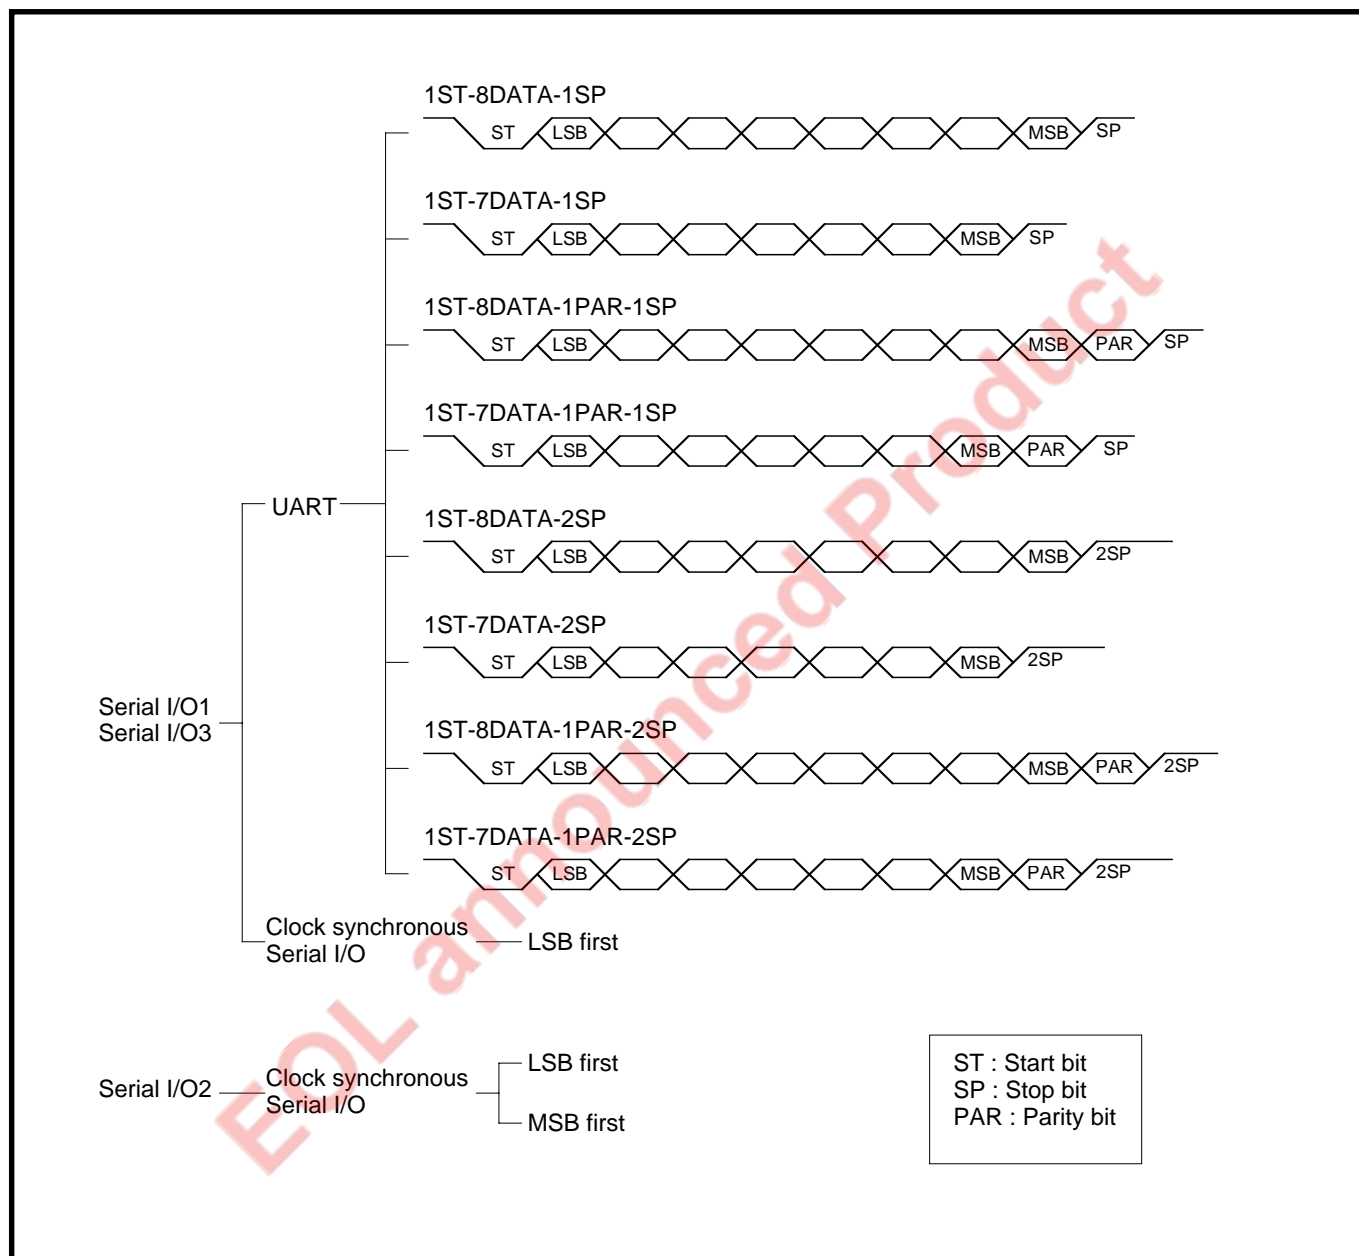 1ST-8DATA-1SP
ST LSB MSB SP
1ST-7DATA-1SP
ST LSB MSB SP
1ST-8DATA-1PAR-1SP
ST LSB MSB PAR SP
1ST-7DATA-1PAR-1SP
ST LSB MSB PAR SP
UART
1ST-8DATA-2SP
ST LSB MSB 2SP
1ST-7DATA-2SP
ST LSB MSB 2SP
Serial I/O1
Serial I/O3
1ST-8DATA-1PAR-2SP
ST LSB MSB PAR 2SP
1ST-7DATA-1PAR-2SP
ST LSB MSB PAR 2SP
Clock synchronous
Serial I/O
LSB first
Serial I/O2
Clock synchronous
Serial I/O
LSB first
MSB first
ST : Start bit
SP : Stop bit
PAR : Parity bit
EOL announced Product